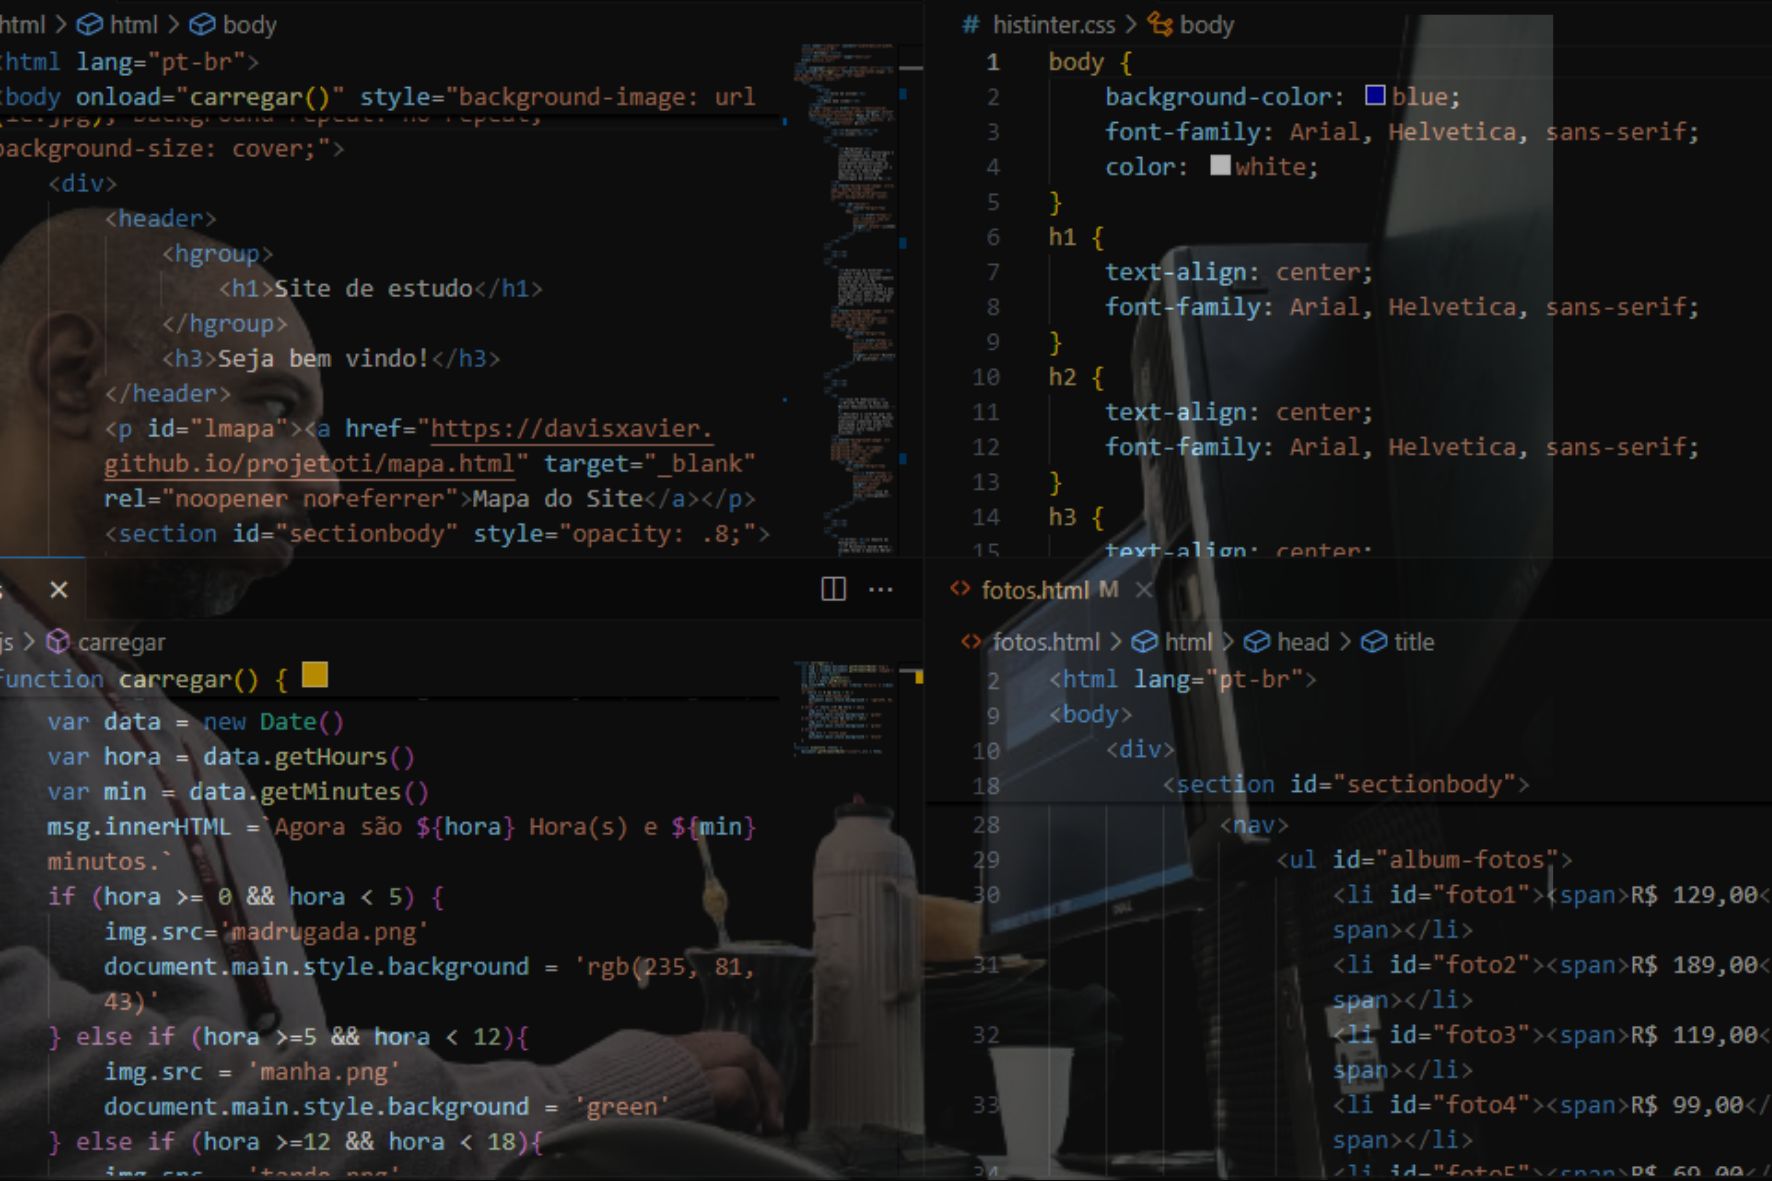 html > html > body
<html lang="pt-br">
<body onload="carregar()" style="background-image: url
background-size: cover;">
<div>
<header>
<hgroup>
<h1>Site de estudo</h1>
</hgroup>
<h3>Seja bem vindo!</h3>
</header>
<p id="lmapa"><a href="https://davisxavier.
github.io/projetoti/mapa.html" target="_blank"
rel="noopener noreferrer">Mapa do Site</a></p>
<section id="sectionbody" style="opacity: .8;">
# histinter.css > body
1 body {
2 background-color: blue;
3 font-family: Arial, Helvetica, sans-serif;
4 color: white;
5 }
6 h1 {
7 text-align: center;
8 font-family: Arial, Helvetica, sans-serif;
9 }
10 h2 {
11 text-align: center;
12 font-family: Arial, Helvetica, sans-serif;
13 }
14 h3 {
15 text-align: center;
js > carregar
function carregar() {
var data = new Date()
var hora = data.getHours()
var min = data.getMinutes()
msg.innerHTML =`Agora são ${hora} Hora(s) e ${min}
minutos.`
if (hora >= 0 && hora < 5) {
img.src='madrugada.png'
document.main.style.background = 'rgb(235, 81,
43)'
} else if (hora >=5 && hora < 12){
img.src = 'manha.png'
document.main.style.background = 'green'
} else if (hora >=12 && hora < 18){
img.src = 'tarde.png'
fotos.html M
fotos.html > html > head > title
2 <html lang="pt-br">
9 <body>
10 <div>
18 <section id="sectionbody">
28 <nav>
29 <ul id="album-fotos">
30 <li id="foto1"><span>R$ 129,00<
span></li>
31 <li id="foto2"><span>R$ 189,00<
span></li>
32 <li id="foto3"><span>R$ 119,00<
span></li>
33 <li id="foto4"><span>R$ 99,00</
span></li>
34 <li id="foto5"><span>R$ 69,00</
DELL